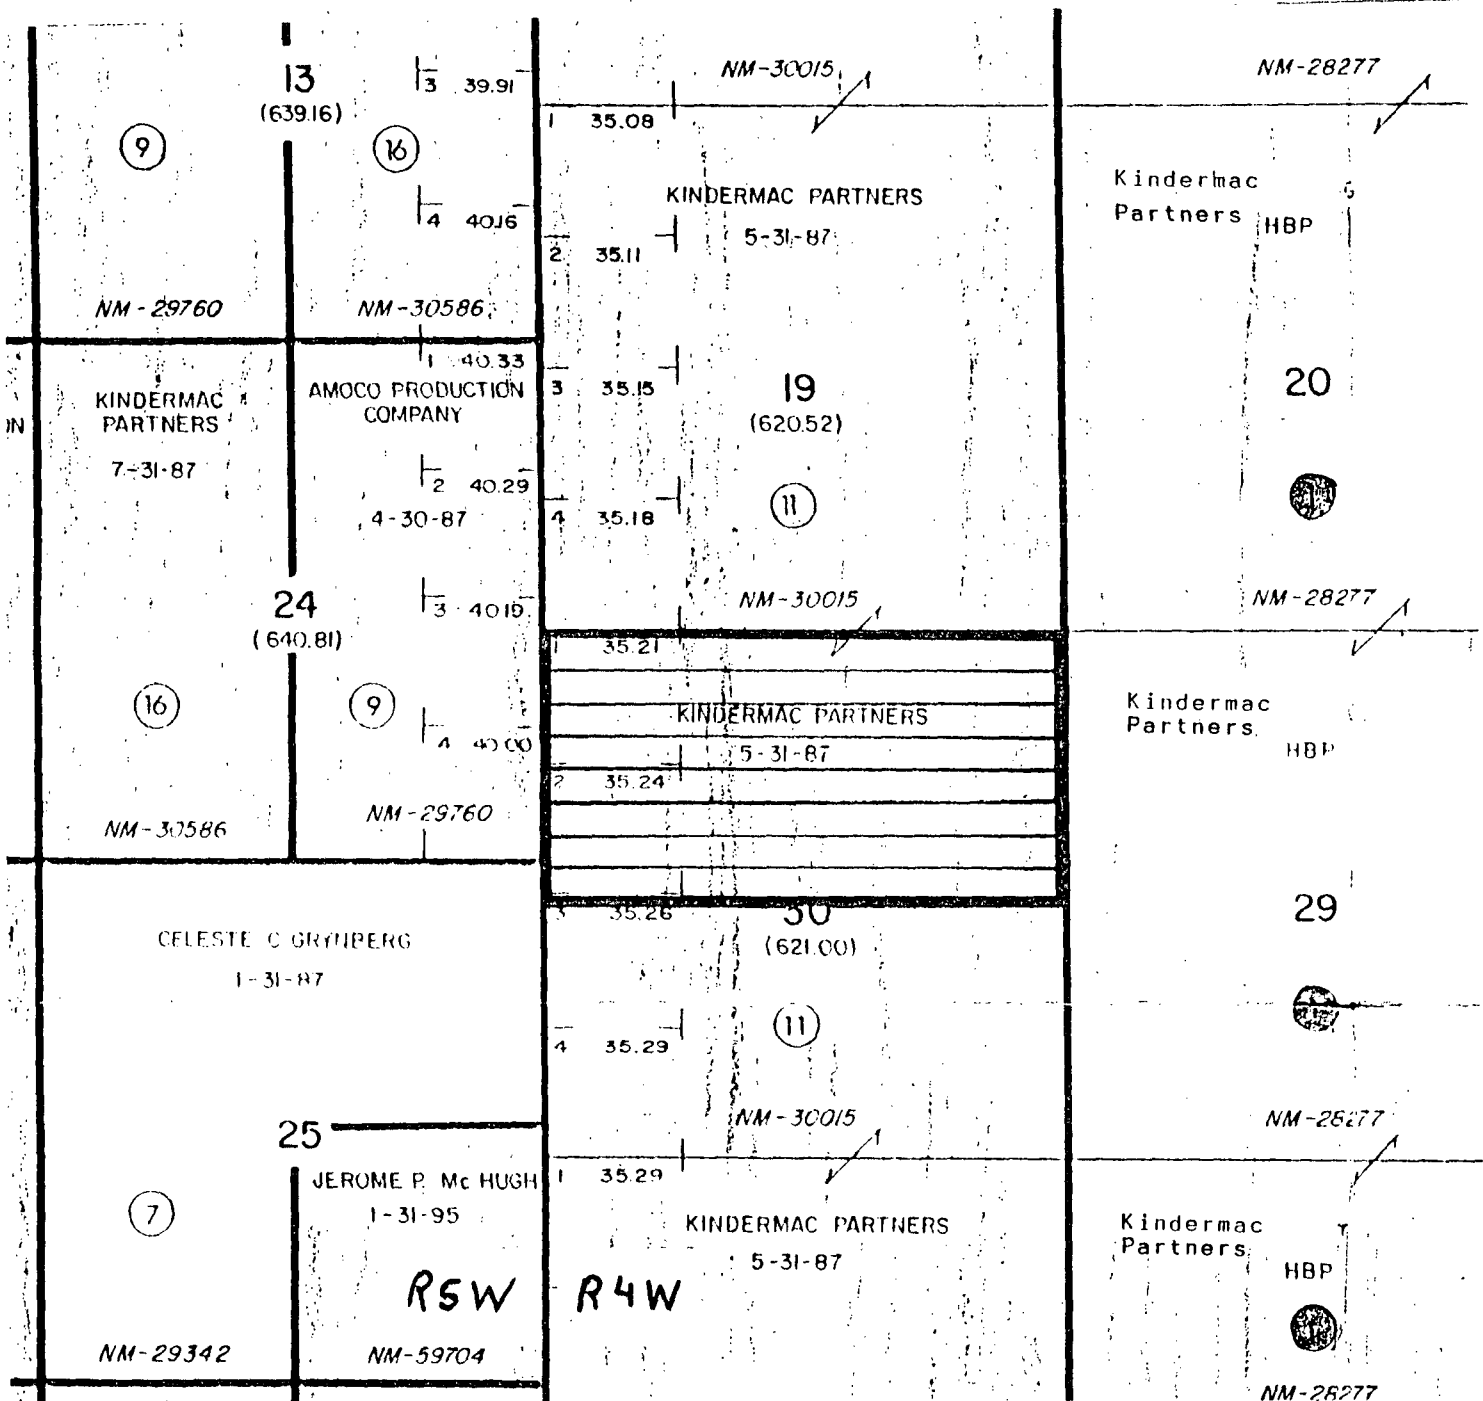 13
(639.16)
9
16
3 39.91
4 40.16
NM-29760
NM-30586
NM-30015
1 35.08
KINDERMAC PARTNERS
5-31-87
2 35.11
3 35.15
19
(620.52)
4 35.18
11
NM-30015
NM-28277
Kindermac
Partners
HBP
20
1
NM-28277
KINDERMAC
PARTNERS
7-31-87
1 40.33
AMOCO PRODUCTION
COMPANY
2 40.29
4-30-87
24
(640.81)
3 40.19
16
9
4 40.00
NM-30586
NM-29760
1 35.21
KINDERMAC PARTNERS
5-31-87
2 35.24
3 35.26
30
(621.00)
11
4 35.29
NM-30015
Kindermac
Partners
HBP
29
NM-28277
CELESTE C GRYNBERG
1-31-87
25
7
JEROME P. Mc HUGH
1-31-95
R5W
R4W
NM-29342
NM-59704
1 35.29
KINDERMAC PARTNERS
5-31-87
Kindermac
Partners
HBP
1
NM-28277